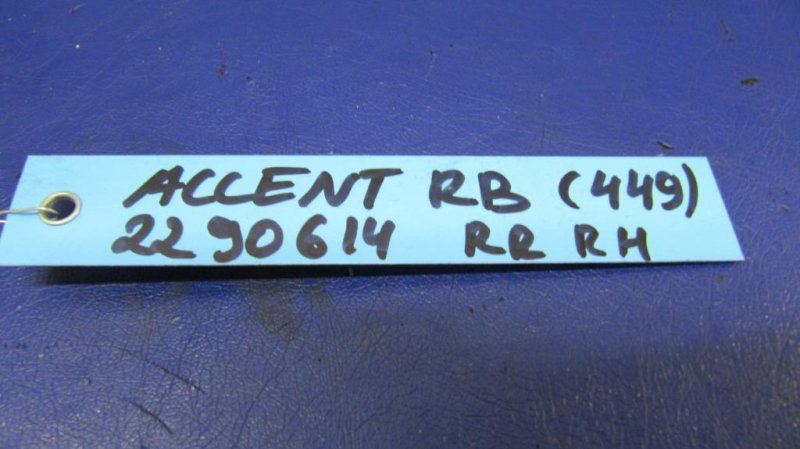 ACCENT RB (449)
2290614 RR RH